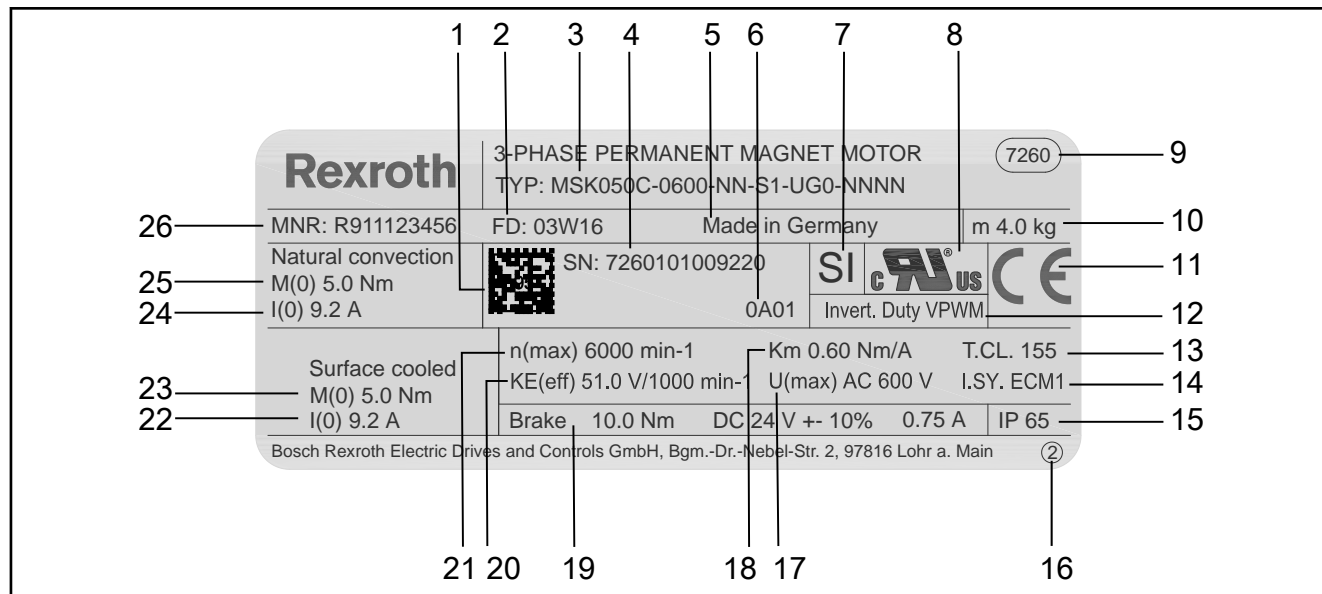 1 2 3 4 5 6 7 8
Rexroth
3-PHASE PERMANENT MAGNET MOTOR
7260
9
TYP: MSK050C-0600-NN-S1-UG0-NNNN
26
MNR: R911123456
FD: 03W16
Made in Germany
m 4.0 kg
10
Natural convection
SN: 7260101009220
SI
C ® US
CE
11
25
M(0) 5.0 Nm
24
I(0) 9.2 A
0A01
Invert. Duty VPWM
12
n(max) 6000 min-1
Km 0.60 Nm/A
T.CL. 155
13
Surface cooled
23
M(0) 5.0 Nm
KE(eff) 51.0 V/1000 min-1
U(max) AC 600 V
I.SY. ECM1
14
22
I(0) 9.2 A
Brake 10.0 Nm DC 24 V +- 10% 0.75 A
IP 65
15
Bosch Rexroth Electric Drives and Controls GmbH, Bgm.-Dr.-Nebel-Str. 2, 97816 Lohr a. Main
2
21 20 19 18 17 16